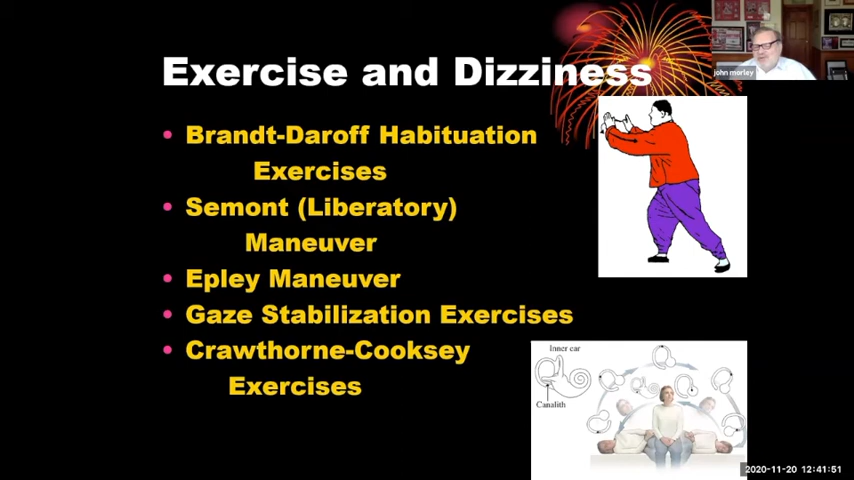 john morley
Exercise and Dizziness
• Brandt-Daroff Habituation
Exercises
• Semont (Liberatory)
Maneuver
• Epley Maneuver
• Gaze Stabilization Exercises
• Crawthorne-Cooksey
Exercises
Inner ear
Canalith
2020-11-20 12:41:51